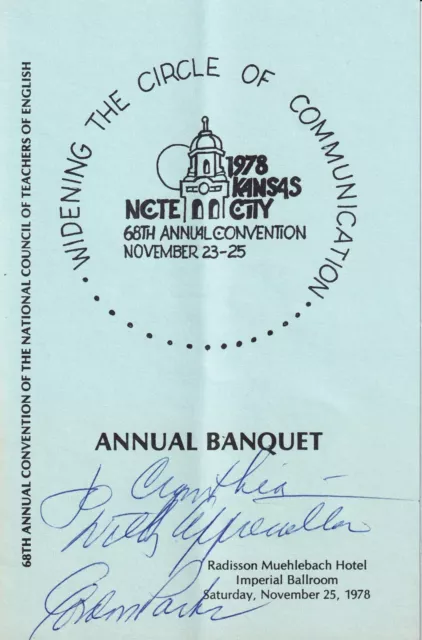 68TH ANNUAL CONVENTION OF THE NATIONAL COUNCIL OF TEACHERS OF ENGLISH
WIDENING THE CIRCLE OF COMMUNICATION
1978
KANSAS
NCTE CITY
68TH ANNUAL CONVENTION
NOVEMBER 23-25
ANNUAL BANQUET
To Cynthia —
With appreciation
Gordon Parks
Radisson Muehlebach Hotel
Imperial Ballroom
Saturday, November 25, 1978